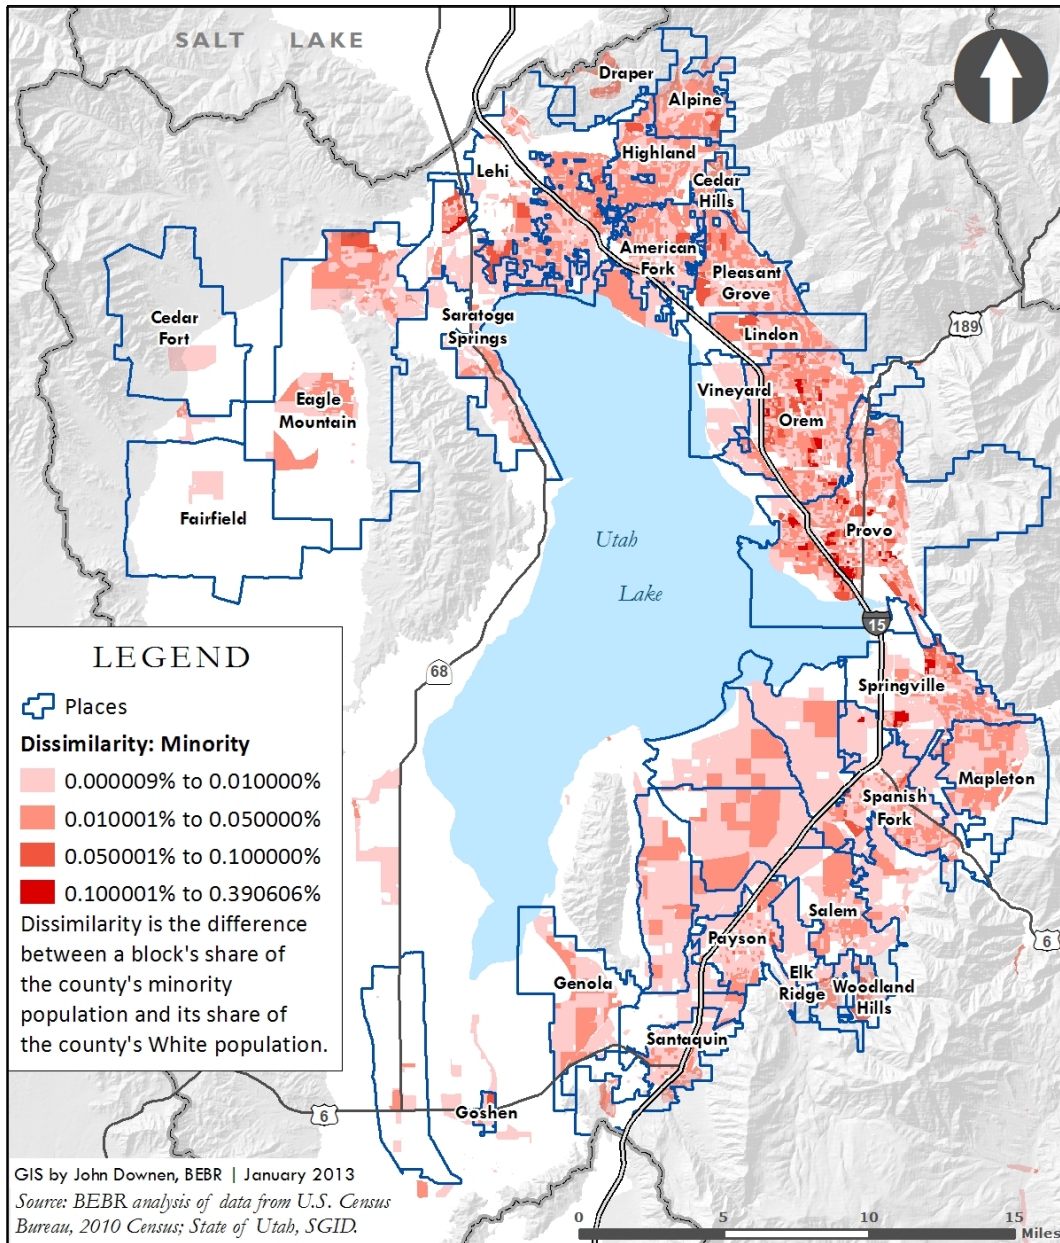 SALT LAKE
Draper
Alpine
Highland
Lehi
Cedar
Hills
American
Fork
Pleasant
Grove
Cedar
Fort
Saratoga
Springs
Lindon
189
Eagle
Mountain
Vineyard
Orem
Fairfield
Provo
Utah
Lake
15
68
Springville
Mapleton
Spanish
Fork
Salem
Payson
6
Elk
Ridge
Woodland
Hills
Genola
Santaquin
Goshen
6
LEGEND
Places
Dissimilarity: Minority
0.000009% to 0.010000%
0.010001% to 0.050000%
0.050001% to 0.100000%
0.100001% to 0.390606%
Dissimilarity is the difference
between a block's share of
the county's minority
population and its share of
the county's White population.
GIS by John Downen, BEBR | January 2013
Source: BEBR analysis of data from U.S. Census
Bureau, 2010 Census; State of Utah, SGID.
0 5 10 15
Miles